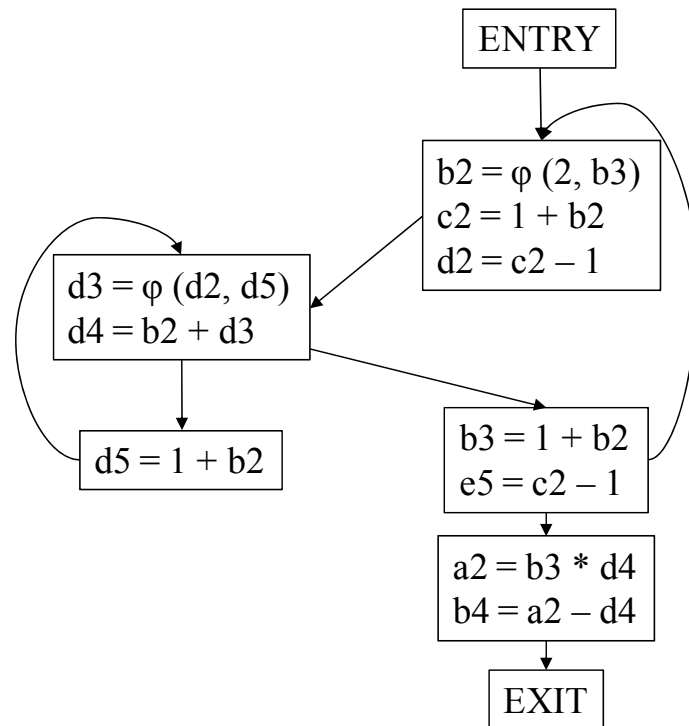 ENTRY
b2 = φ (2, b3)
c2 = 1 + b2
d2 = c2 – 1
d3 = φ (d2, d5)
d4 = b2 + d3
d5 = 1 + b2
b3 = 1 + b2
e5 = c2 – 1
a2 = b3 * d4
b4 = a2 – d4
EXIT